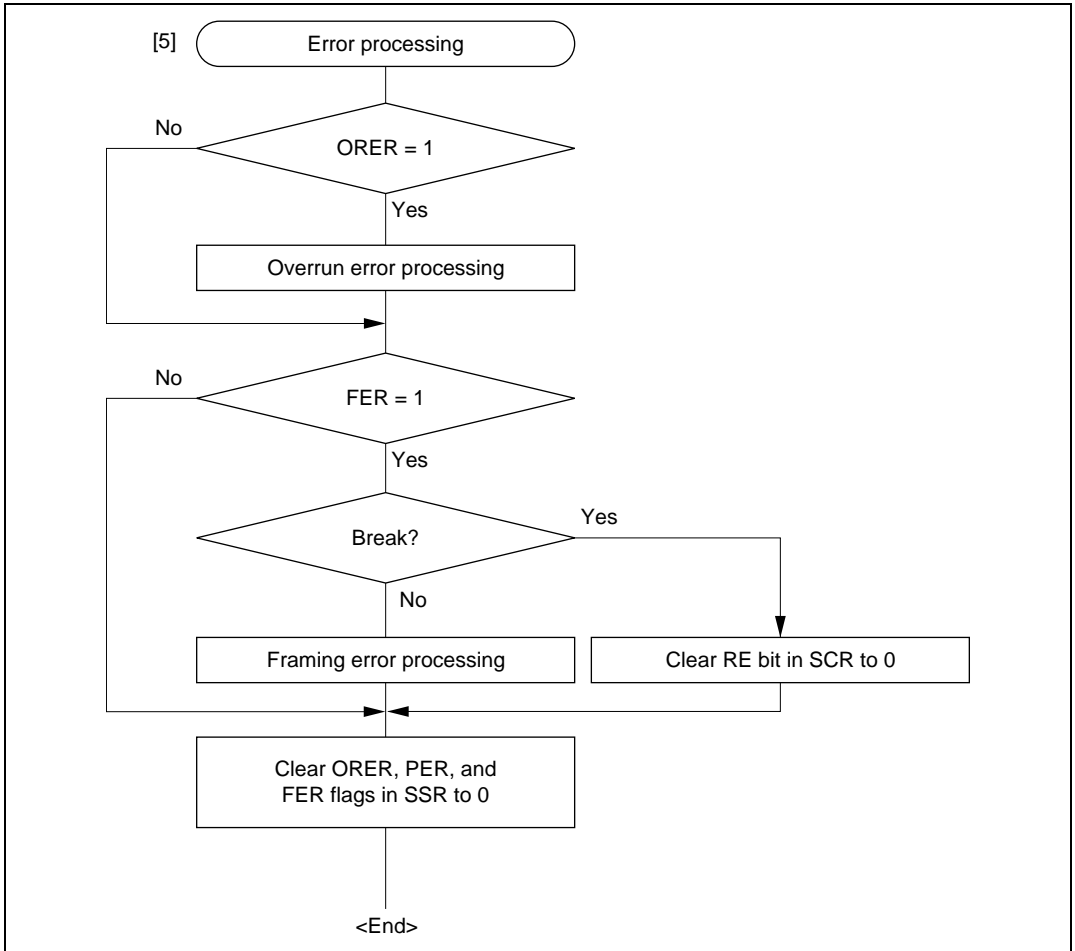 [5] Error processing
No
ORER = 1
Yes
Overrun error processing
No
FER = 1
Yes
Break?
Yes
No
Framing error processing
Clear RE bit in SCR to 0
Clear ORER, PER, and
FER flags in SSR to 0
<End>